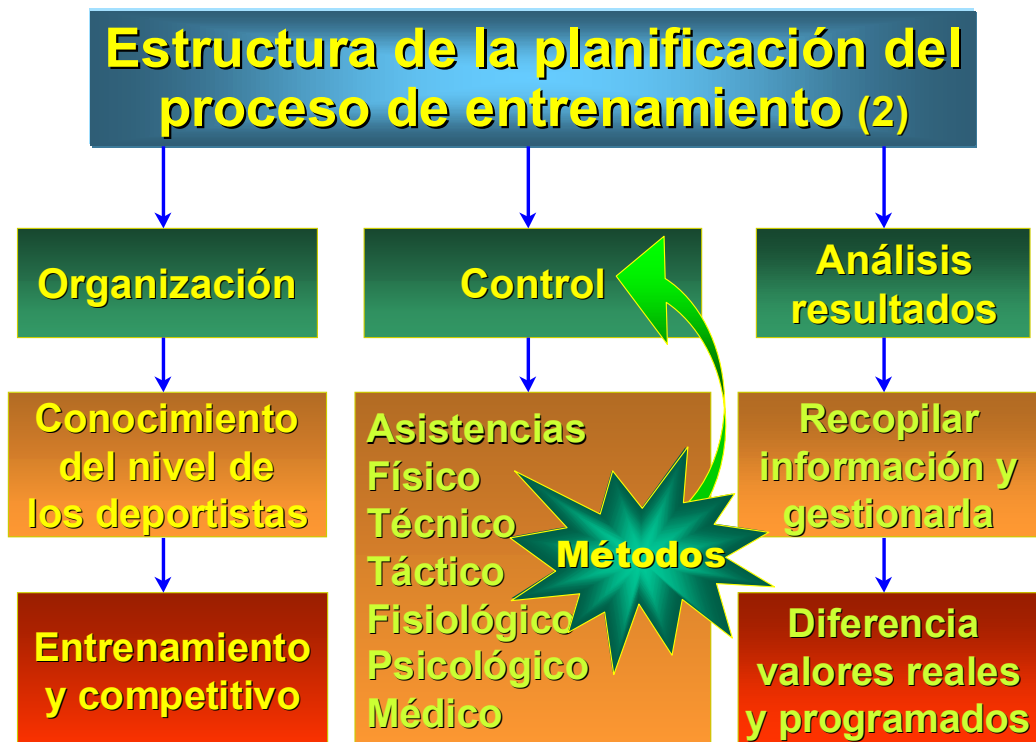 Estructura de la planificación del
proceso de entrenamiento (2)
Organización
Control
Análisis
resultados
Conocimiento
del nivel de
los deportistas
Asistencias
Físico
Técnico
Táctico
Fisiológico
Psicológico
Médico
Métodos
Recopilar
información y
gestionarla
Entrenamiento
y competitivo
Diferencia
valores reales
y programados